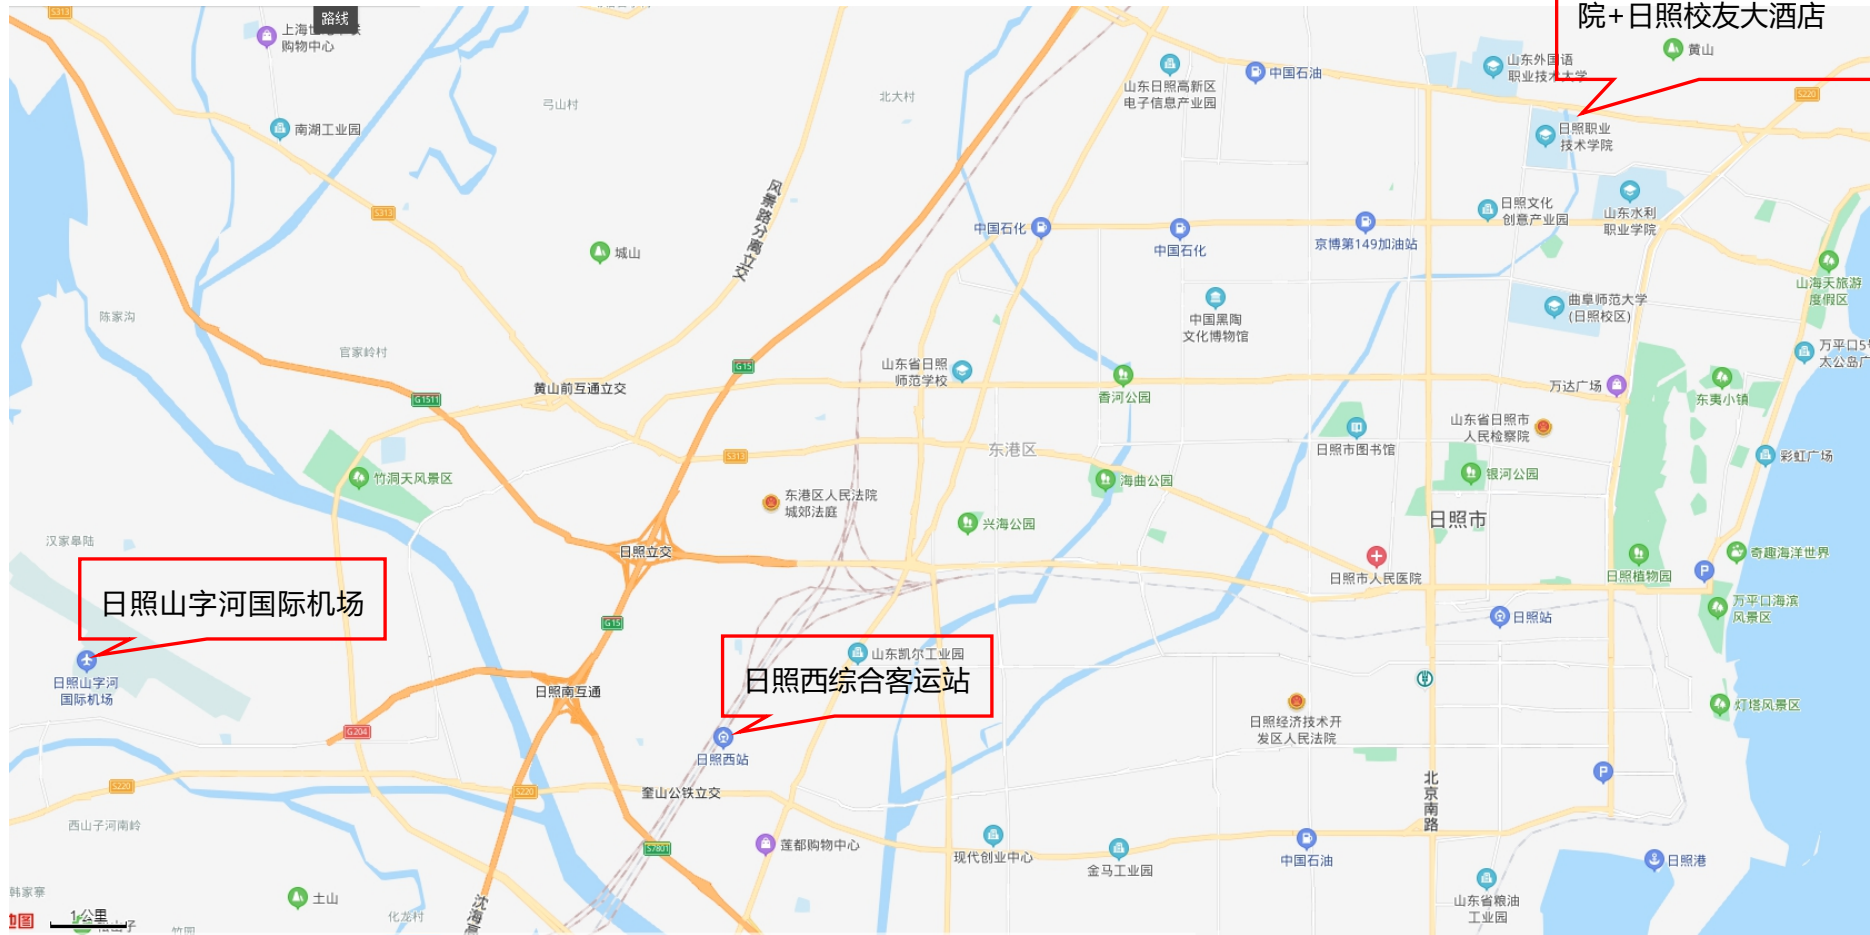 S313
路线
院+日照校友大酒店
购物中心
黄山
山东外国语
职业技术大学
中国石油
山东日照高新区
电子信息产业园
弓山村
北大村
S220
南湖工业园
日照职业
技术学院
S313
风景路分离立交
日照文化
创意产业园
山东水利
职业学院
中国石化
中国石化
京博第149加油站
城山
山海天旅游
度假区
陈家沟
曲阜师范大学
(日照校区)
中国黑陶
文化博物馆
官家岭村
万平口5号
太公岛广
G15
山东省日照
师范学校
黄山前互通立交
香河公园
万达广场
东夷小镇
G1511
山东省日照市
人民检察院
日照市图书馆
东港区
S313
彩虹广场
竹洞天风景区
海曲公园
银河公园
东港区人民法院
城郊法庭
兴海公园
日照市
汉家皋陆
日照立交
奇趣海洋世界
日照市人民医院
日照植物园
P
日照山字河国际机场
万平口海滨
风景区
G15
日照站
山东凯尔工业园
日照西综合客运站
日照山字河
国际机场
日照南互通
灯塔风景区
日照经济技术开
发区人民法院
G204
日照西站
P
S220
S220
奎山公铁立交
北京南路
西山子河南岭
S7801
莲都购物中心
现代创业中心
金马工业园
中国石油
日照港
韩家寨
土山
化龙村
沈海高
山东省粮油
工业园
地图
1 公里
竹园